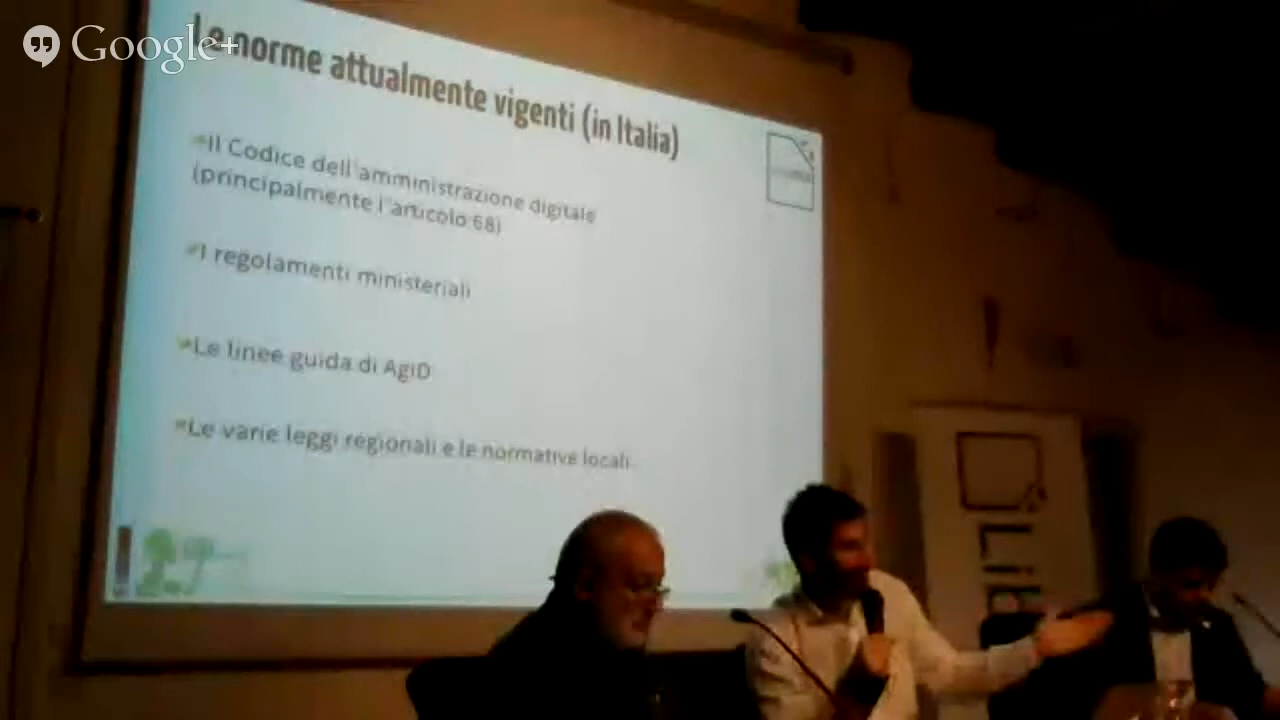 Google+
Le norme attualmente vigenti (in Italia)
Il Codice dell'amministrazione digitale
(principalmente l'articolo 68)
I regolamenti ministeriali
Le linee guida di AgID
Le varie leggi regionali e le normative locali
Lib